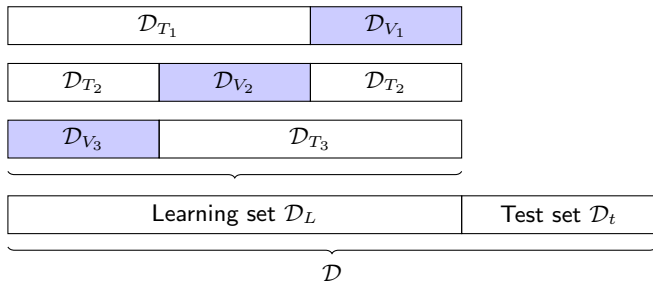 𝒟_{T_1} 𝒟_{V_1}
𝒟_{T_2} 𝒟_{V_2} 𝒟_{T_2}
𝒟_{V_3} 𝒟_{T_3}
Learning set 𝒟_L Test set 𝒟_t
𝒟